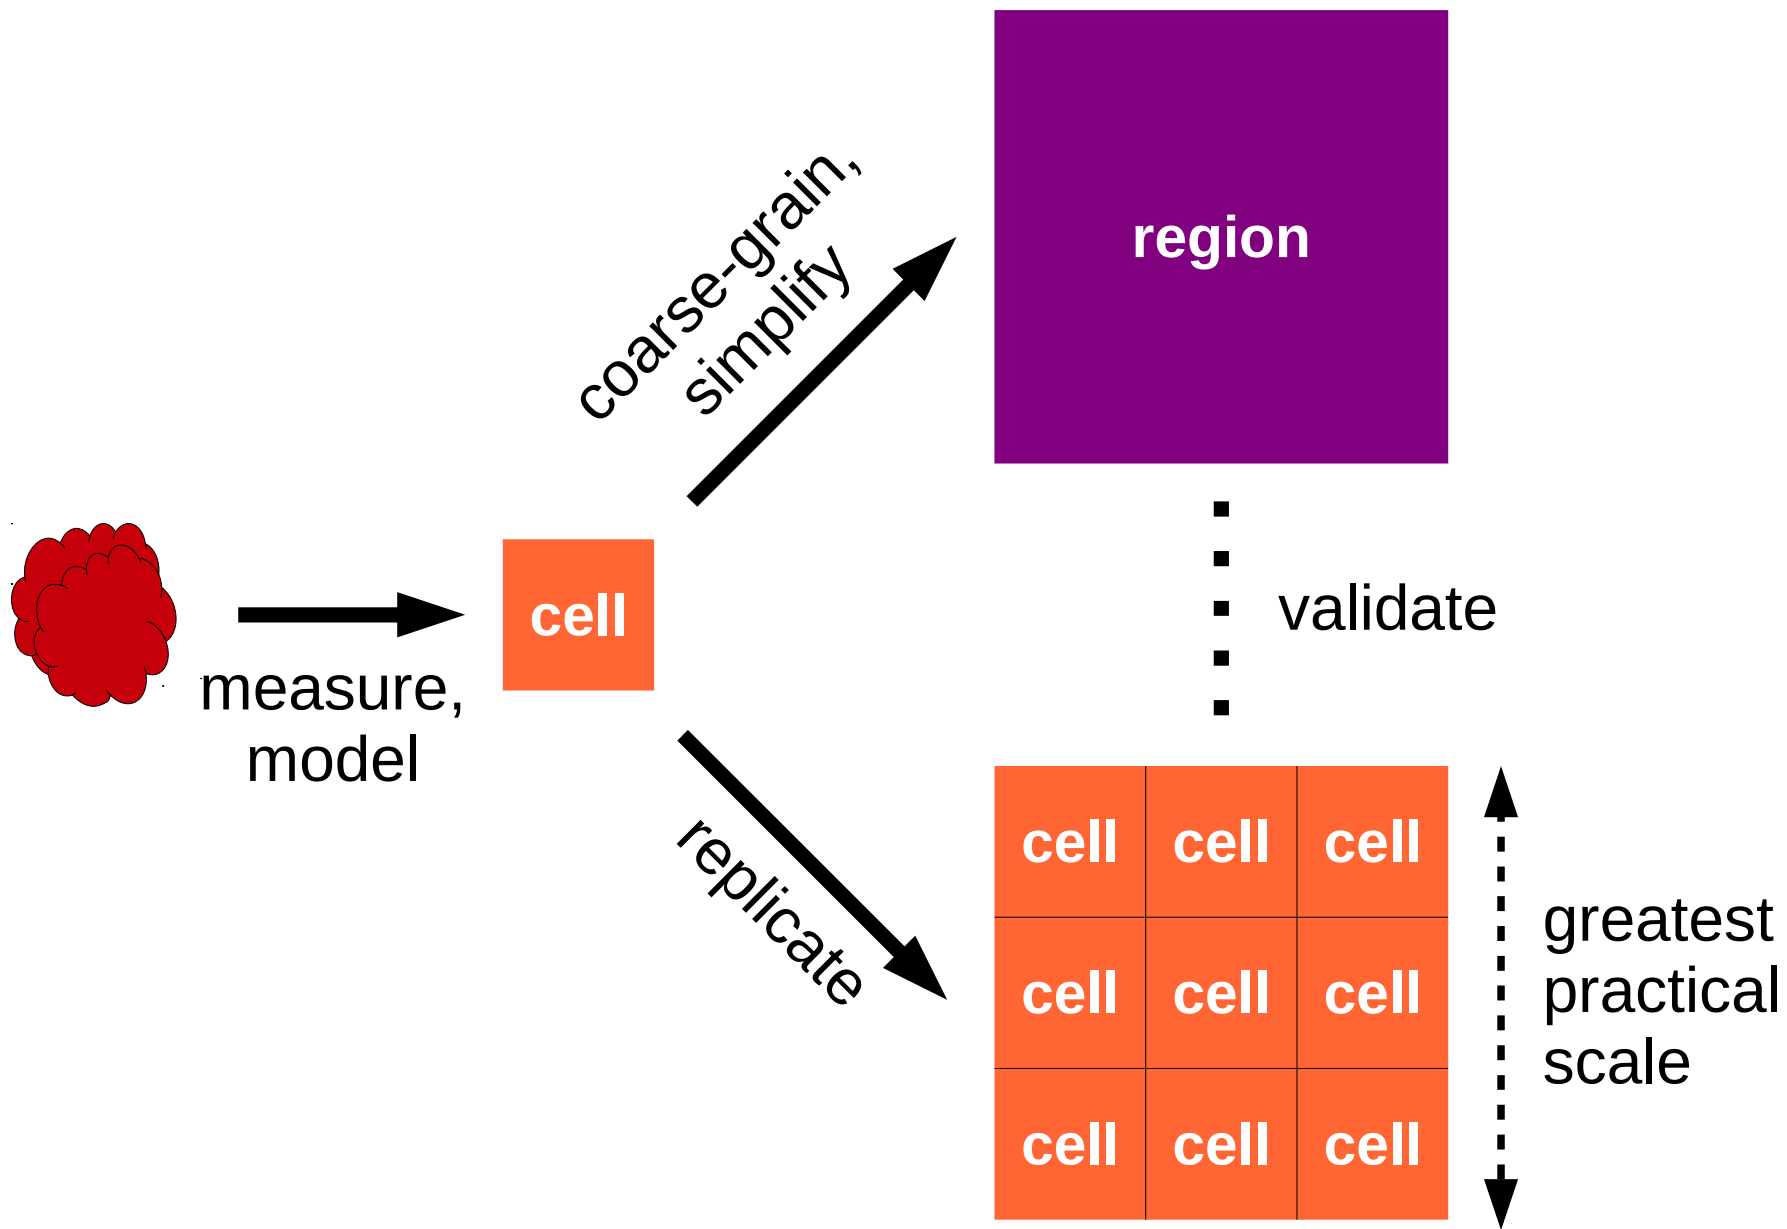 coarse-grain,
simplify
region
measure,
model
cell
validate
replicate
cell cell cell
cell cell cell
cell cell cell
greatest
practical
scale